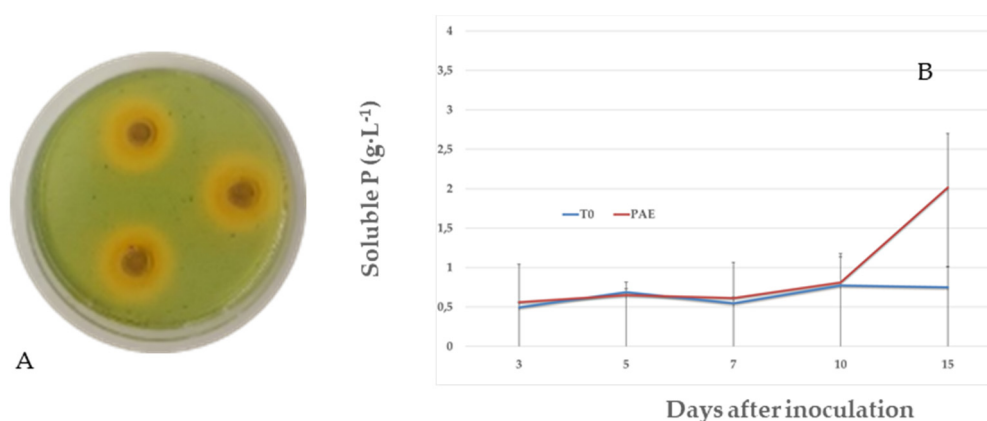 A
B
Soluble P (g·L⁻¹)
4
3,5
3
2,5
2
1,5
1
0,5
0
T0 PAE
3 5 7 10 15
Days after inoculation